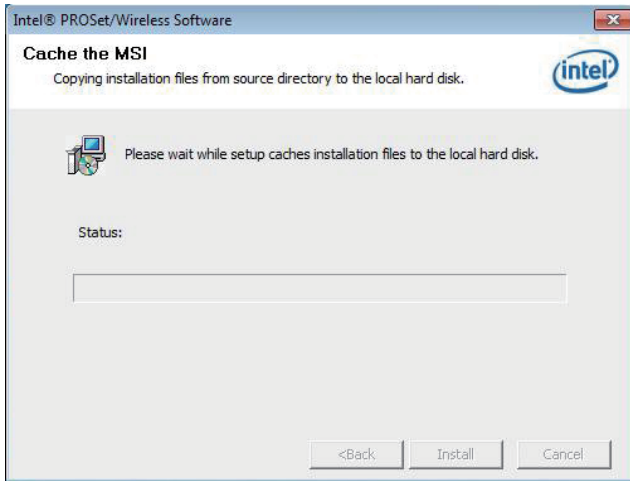 Intel® PROSet/Wireless Software
Cache the MSI
Copying installation files from source directory to the local hard disk.
intel
Please wait while setup caches installation files to the local hard disk.
Status:
<Back
Install
Cancel